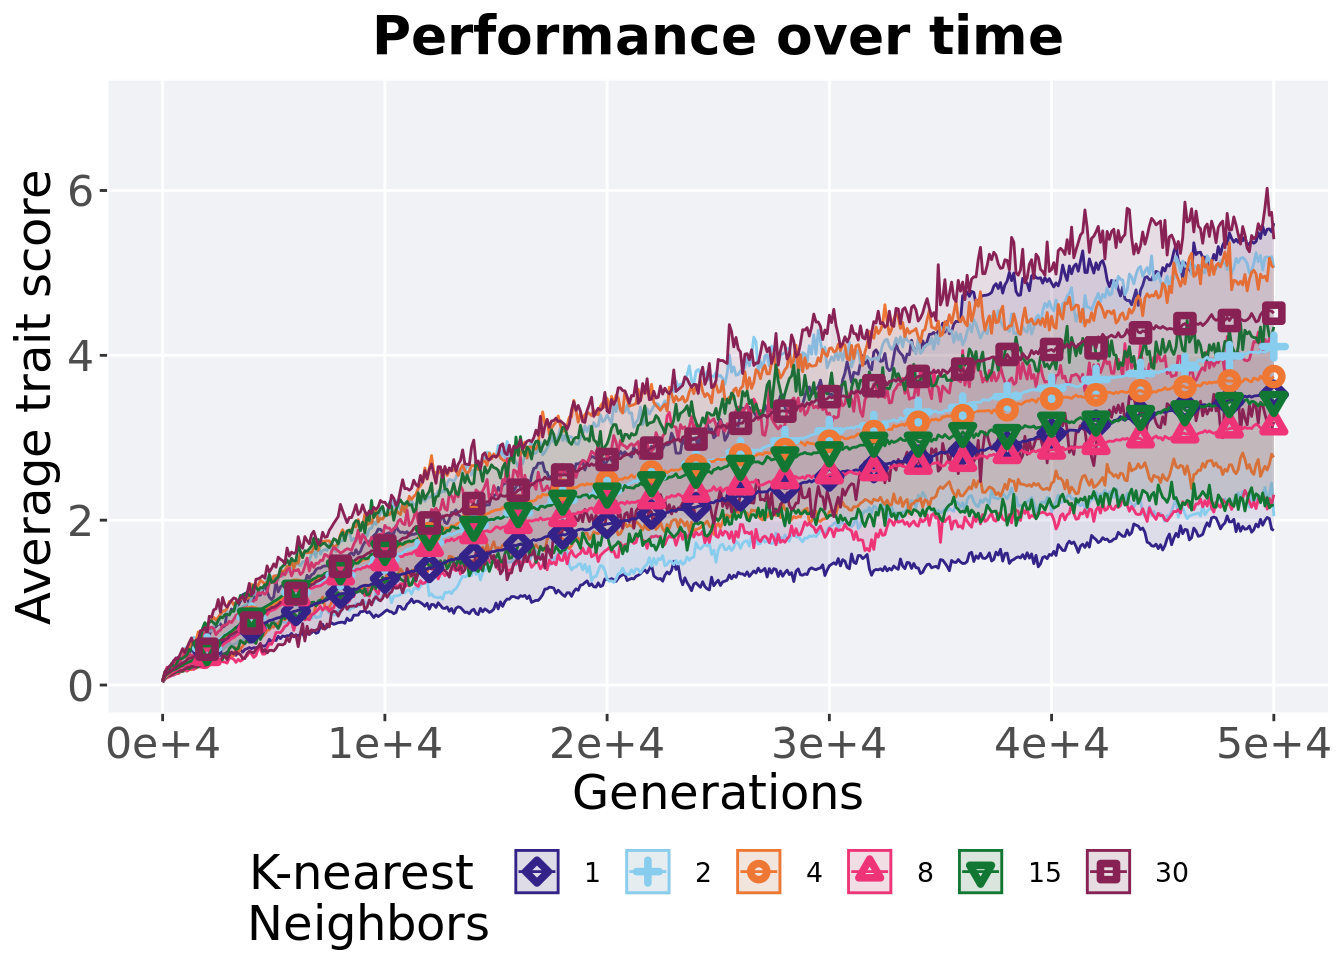 Performance over time
Average trait score
6
4
2
0
0e+4 1e+4 2e+4 3e+4 4e+4 5e+4
Generations
K-nearest
Neighbors
1 2 4 8 15 30